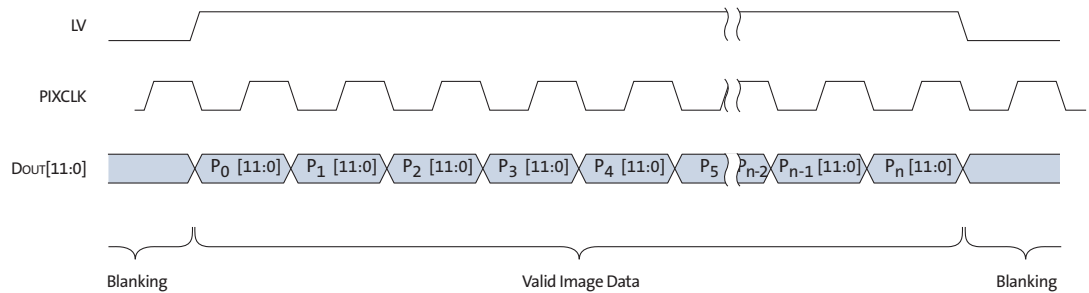 LV
PIXCLK
DOUT[11:0]
P0 [11:0] P1 [11:0] P2 [11:0] P3 [11:0] P4 [11:0] P5 Pn-2 Pn-1 [11:0] Pn [11:0]
Blanking Valid Image Data Blanking